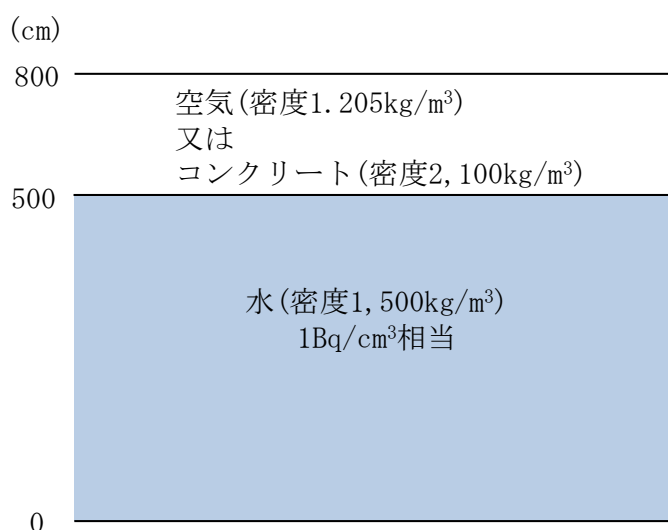 (cm)
800
空気(密度1.205kg/m³)
又は
コンクリート(密度2,100kg/m³)
500
水(密度1,500kg/m³)
1Bq/cm³相当
0